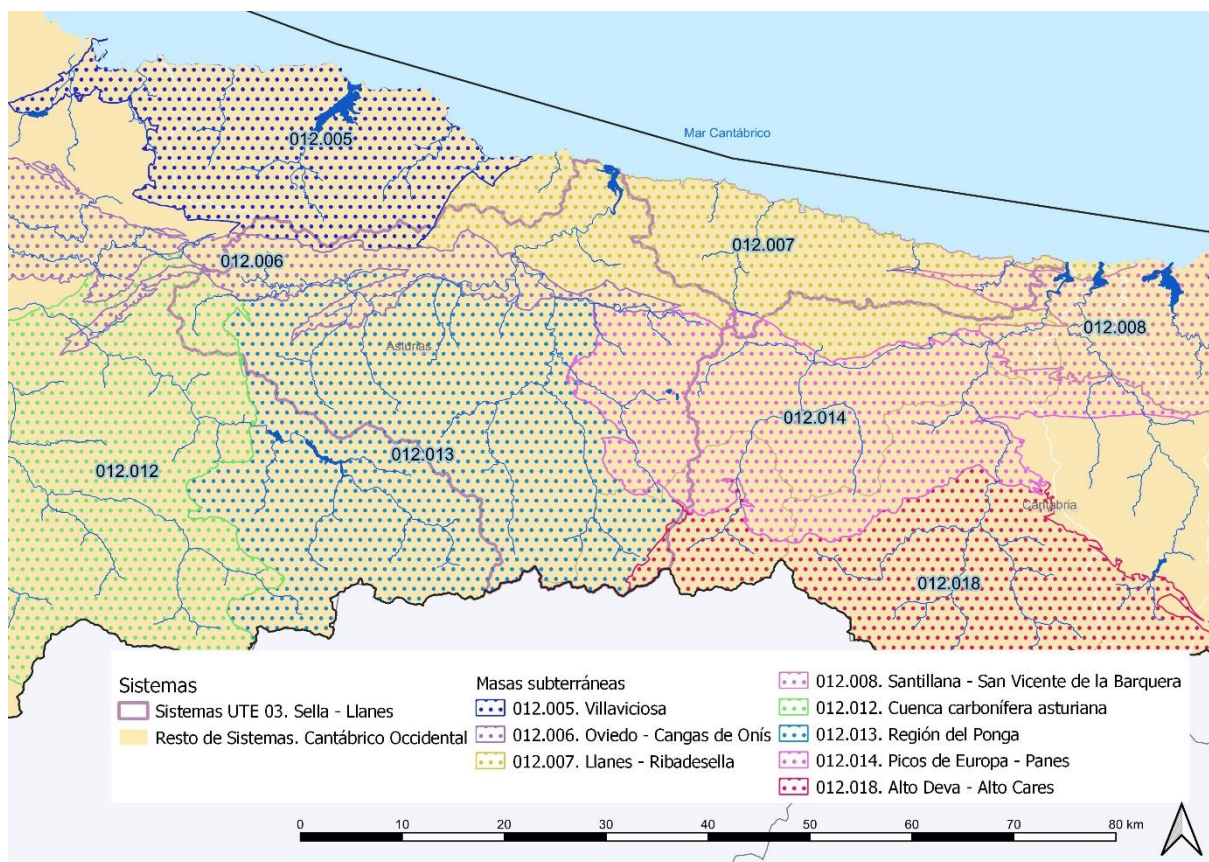 012.005
Mar Cantábrico
012.007
012.006
012.008
Asturias
012.014
012.013
012.012
Cantabria
012.018
Sistemas
Sistemas UTE 03. Sella - Llanes
Resto de Sistemas. Cantábrico Occidental
Masas subterráneas
012.005. Villaviciosa
012.006. Oviedo - Cangas de Onís
012.007. Llanes - Ribadesella
012.008. Santillana - San Vicente de la Barquera
012.012. Cuenca carbonífera asturiana
012.013. Región del Ponga
012.014. Picos de Europa - Panes
012.018. Alto Deva - Alto Cares
0 10 20 30 40 50 60 70 80 km